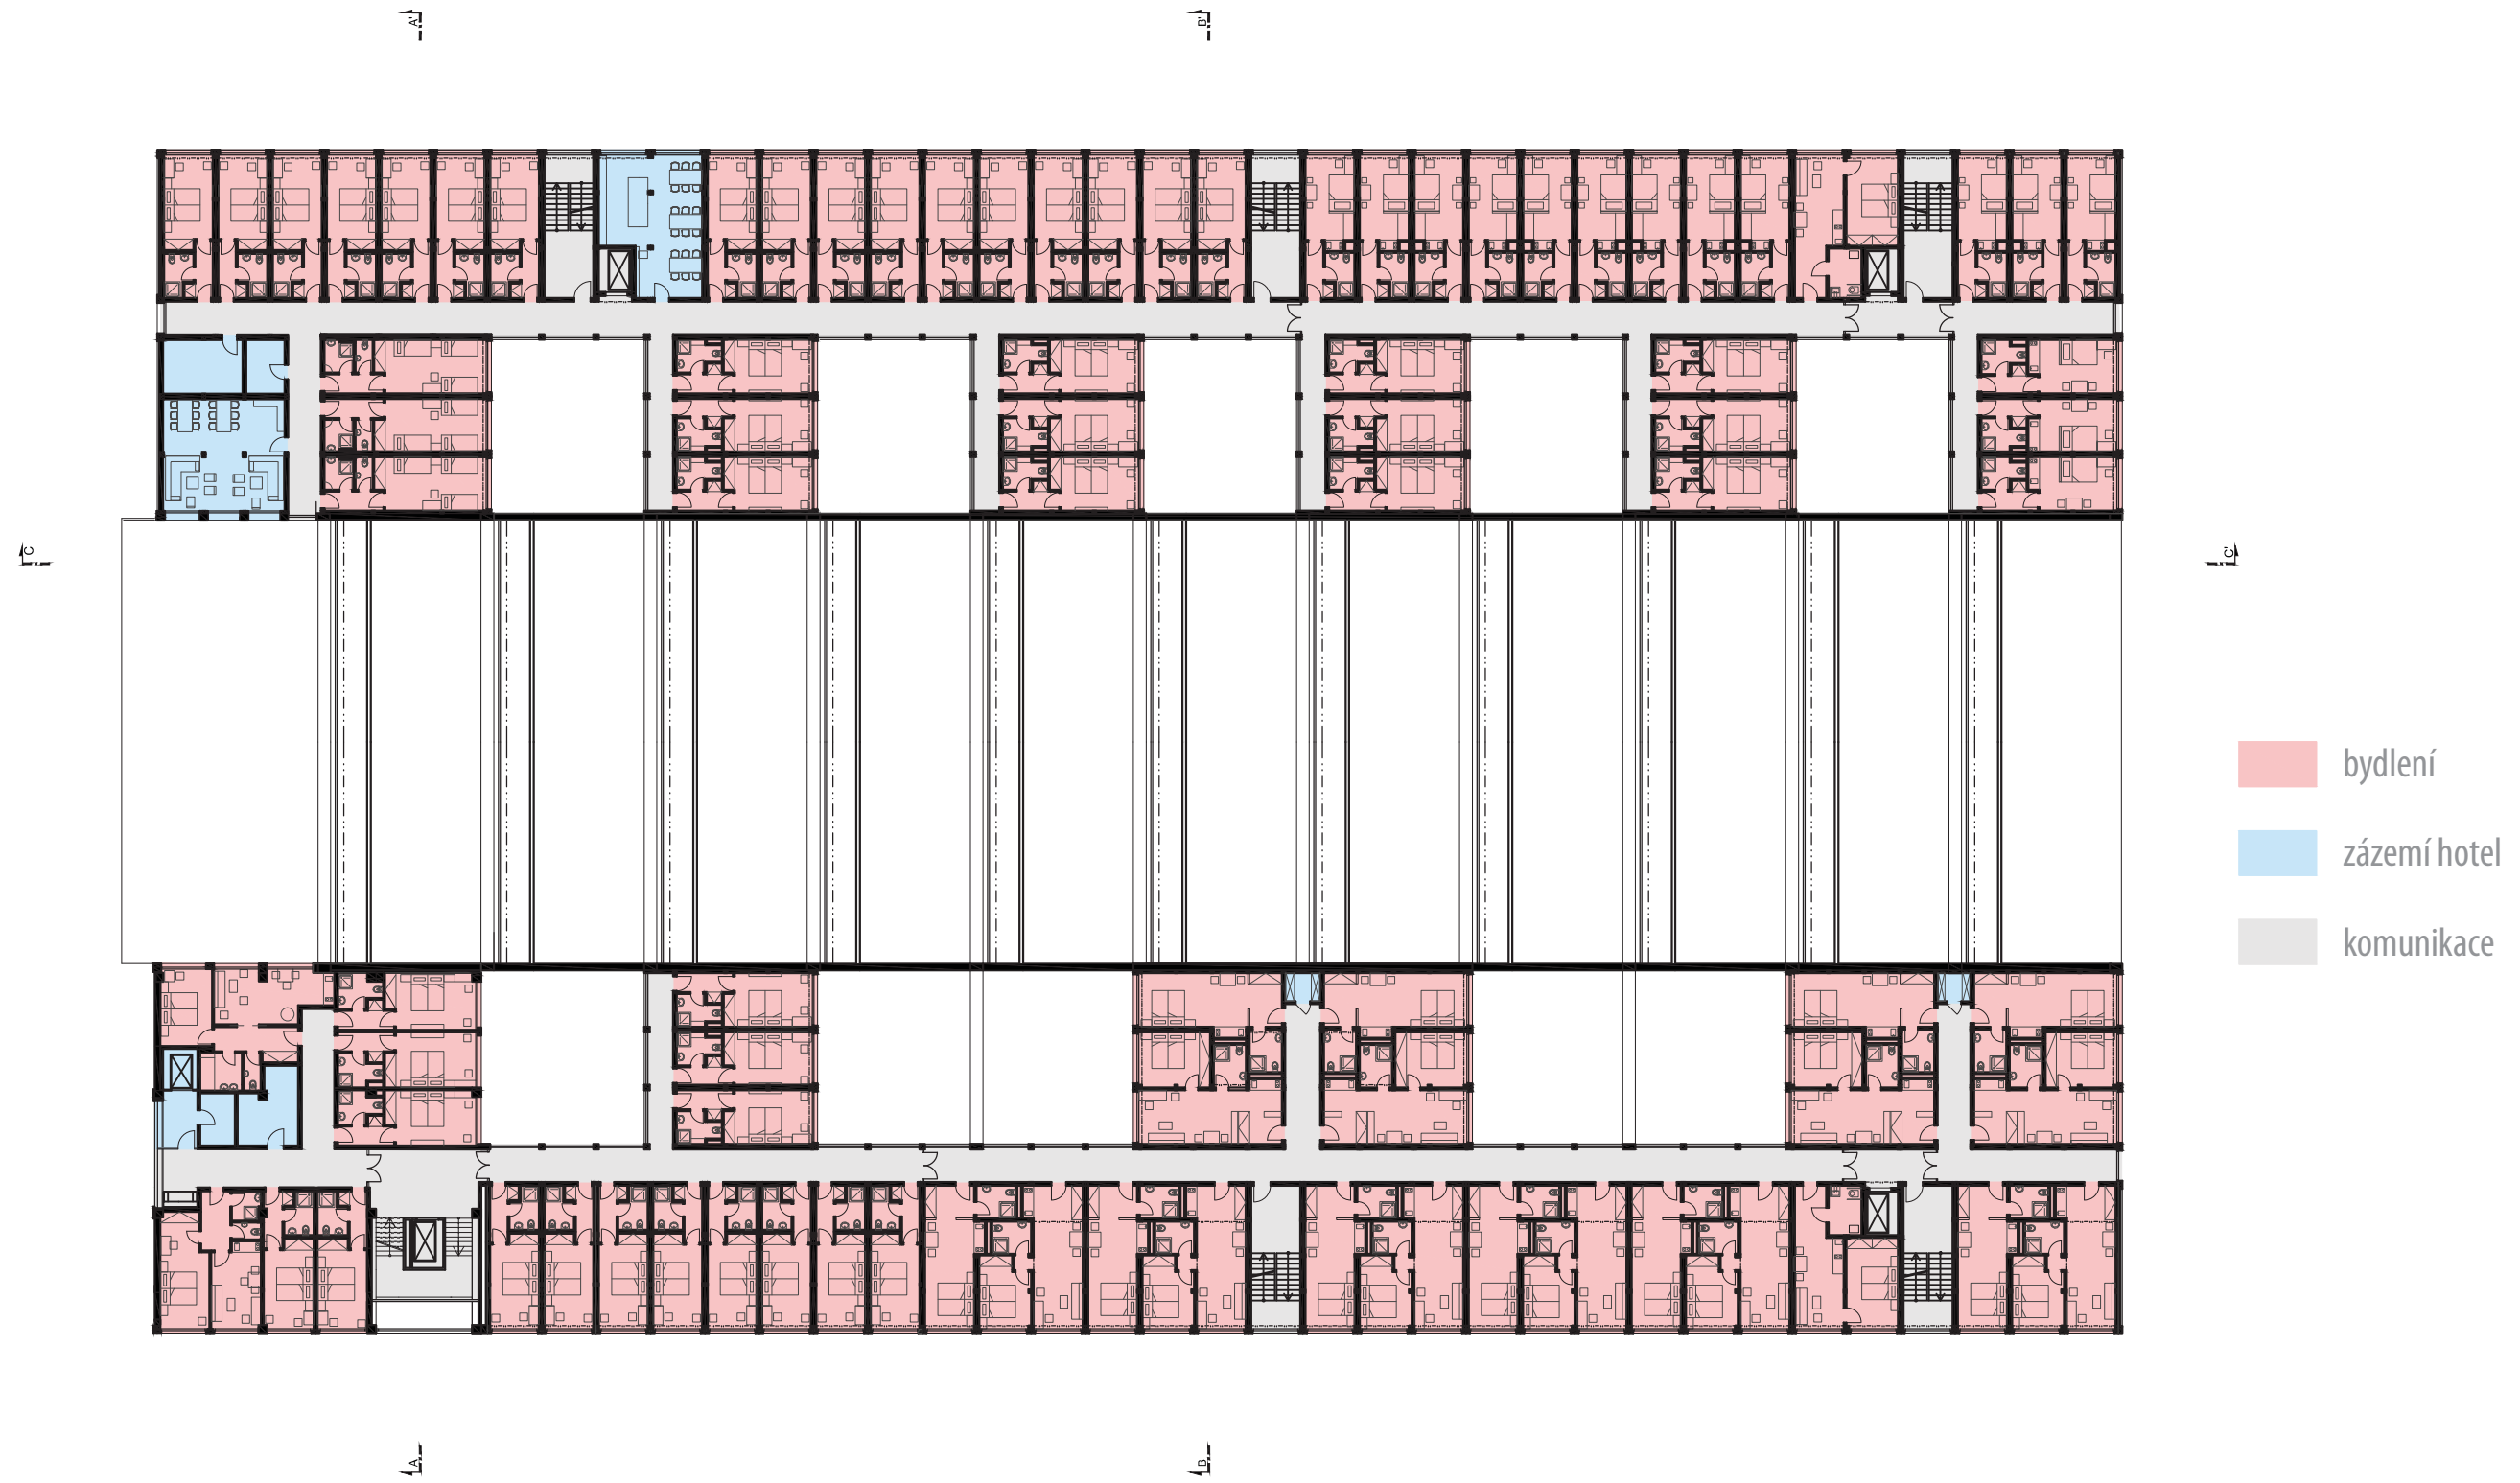 A'
B'
C
C'
bydlení
zázemí hotel
komunikace
A
B